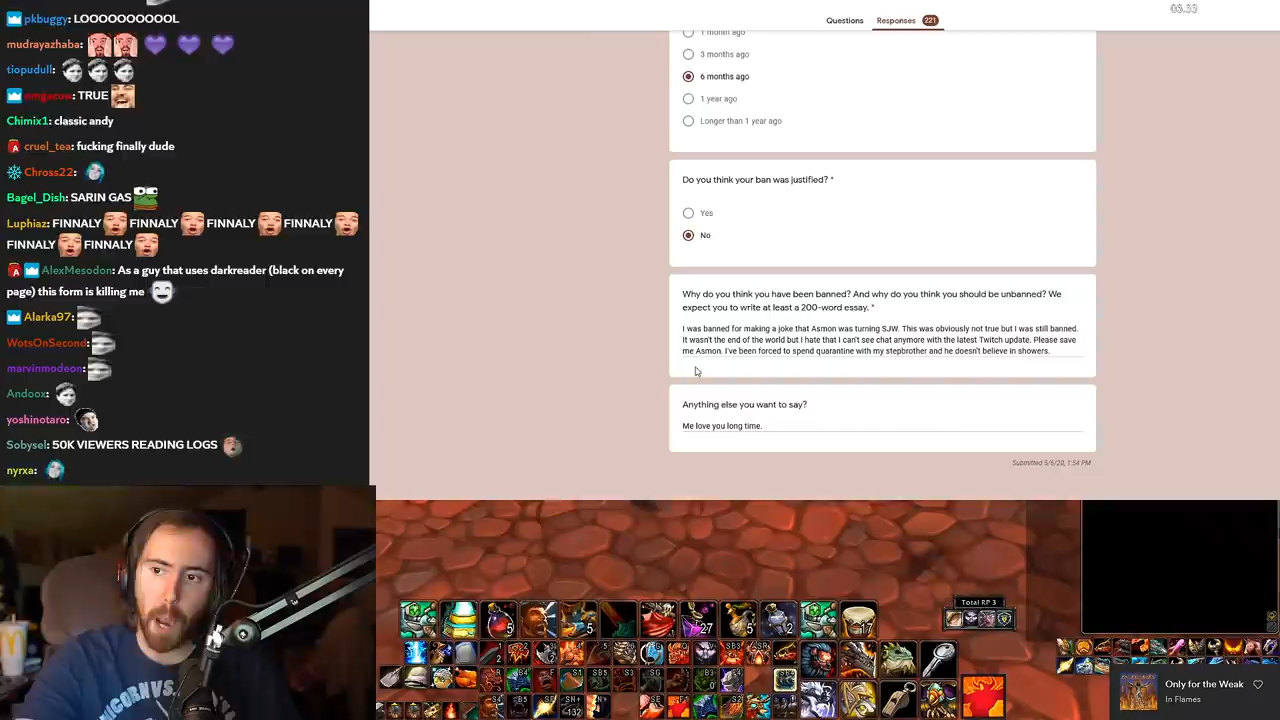 pkbuggy: LOOOOOOOOOOL
mudrayazhaba:
tiopudull:
omgacow: TRUE
Chimix1: classic andy
cruel_tea: fucking finally dude
Chross22:
Bagel_Dish: SARIN GAS
Luphiaz: FINNALY FINNALY FINNALY FINNALY
FINNALY FINNALY
AlexMesodon: As a guy that uses darkreader (black on every
page) this form is killing me
Alarka97:
WotsOnSecond:
marvinmodeon:
Andoox:
yoshinotaro:
Sobysel: 50K VIEWERS READING LOGS
nyrxa:
Questions Responses 221
1 month ago
3 months ago
6 months ago
1 year ago
Longer than 1 year ago
Do you think your ban was justified? *
Yes
No
Why do you think you have been banned? And why do you think you should be unbanned? We
expect you to write at least a 200-word essay. *
I was banned for making a joke that Asmon was turning SJW. This was obviously not true but I was still banned.
It wasn't the end of the world but I hate that I can't see chat anymore with the latest Twitch update. Please save
me Asmon. I've been forced to spend quarantine with my stepbrother and he doesn't believe in showers.
Anything else you want to say?
Me love you long time.
Submitted 5/6/20, 1:54 PM
Total RP 3
Only for the Weak
In Flames